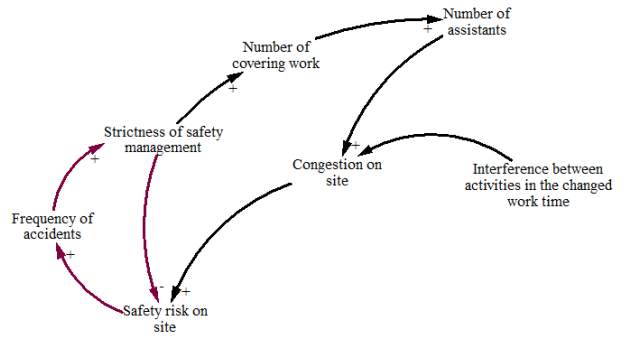 Number of
assistants
+
Number of
covering work
+
Strictness of safety
management
+
+
Congestion on
site
Interference between
activities in the changed
work time
Frequency of
accidents
+
-
+
Safety risk on
site